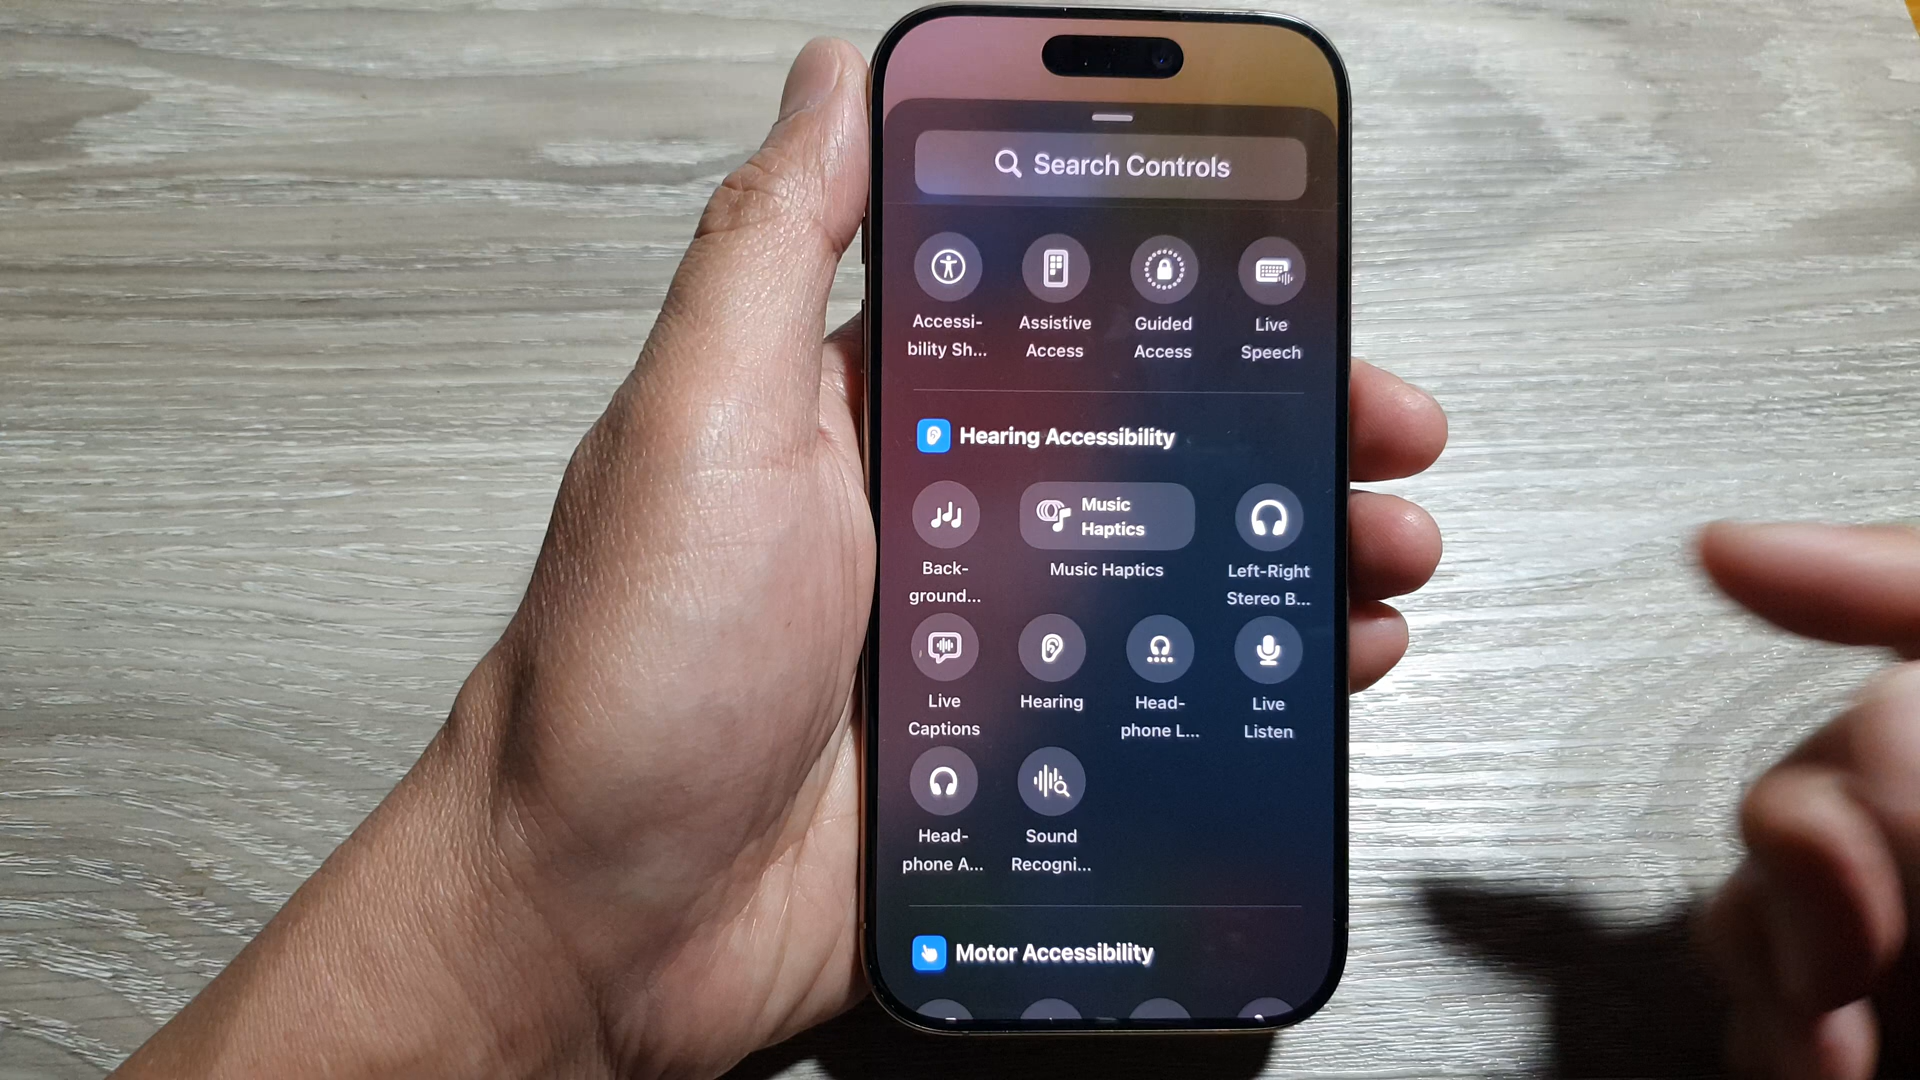 Search Controls
Accessi-
bility Sh...
Assistive
Access
Guided
Access
Live
Speech
Hearing Accessibility
Music
Haptics
Back-
ground...
Music Haptics
Left-Right
Stereo B...
Live
Captions
Hearing
Head-
phone L...
Live
Listen
Head-
phone A...
Sound
Recogni...
Motor Accessibility